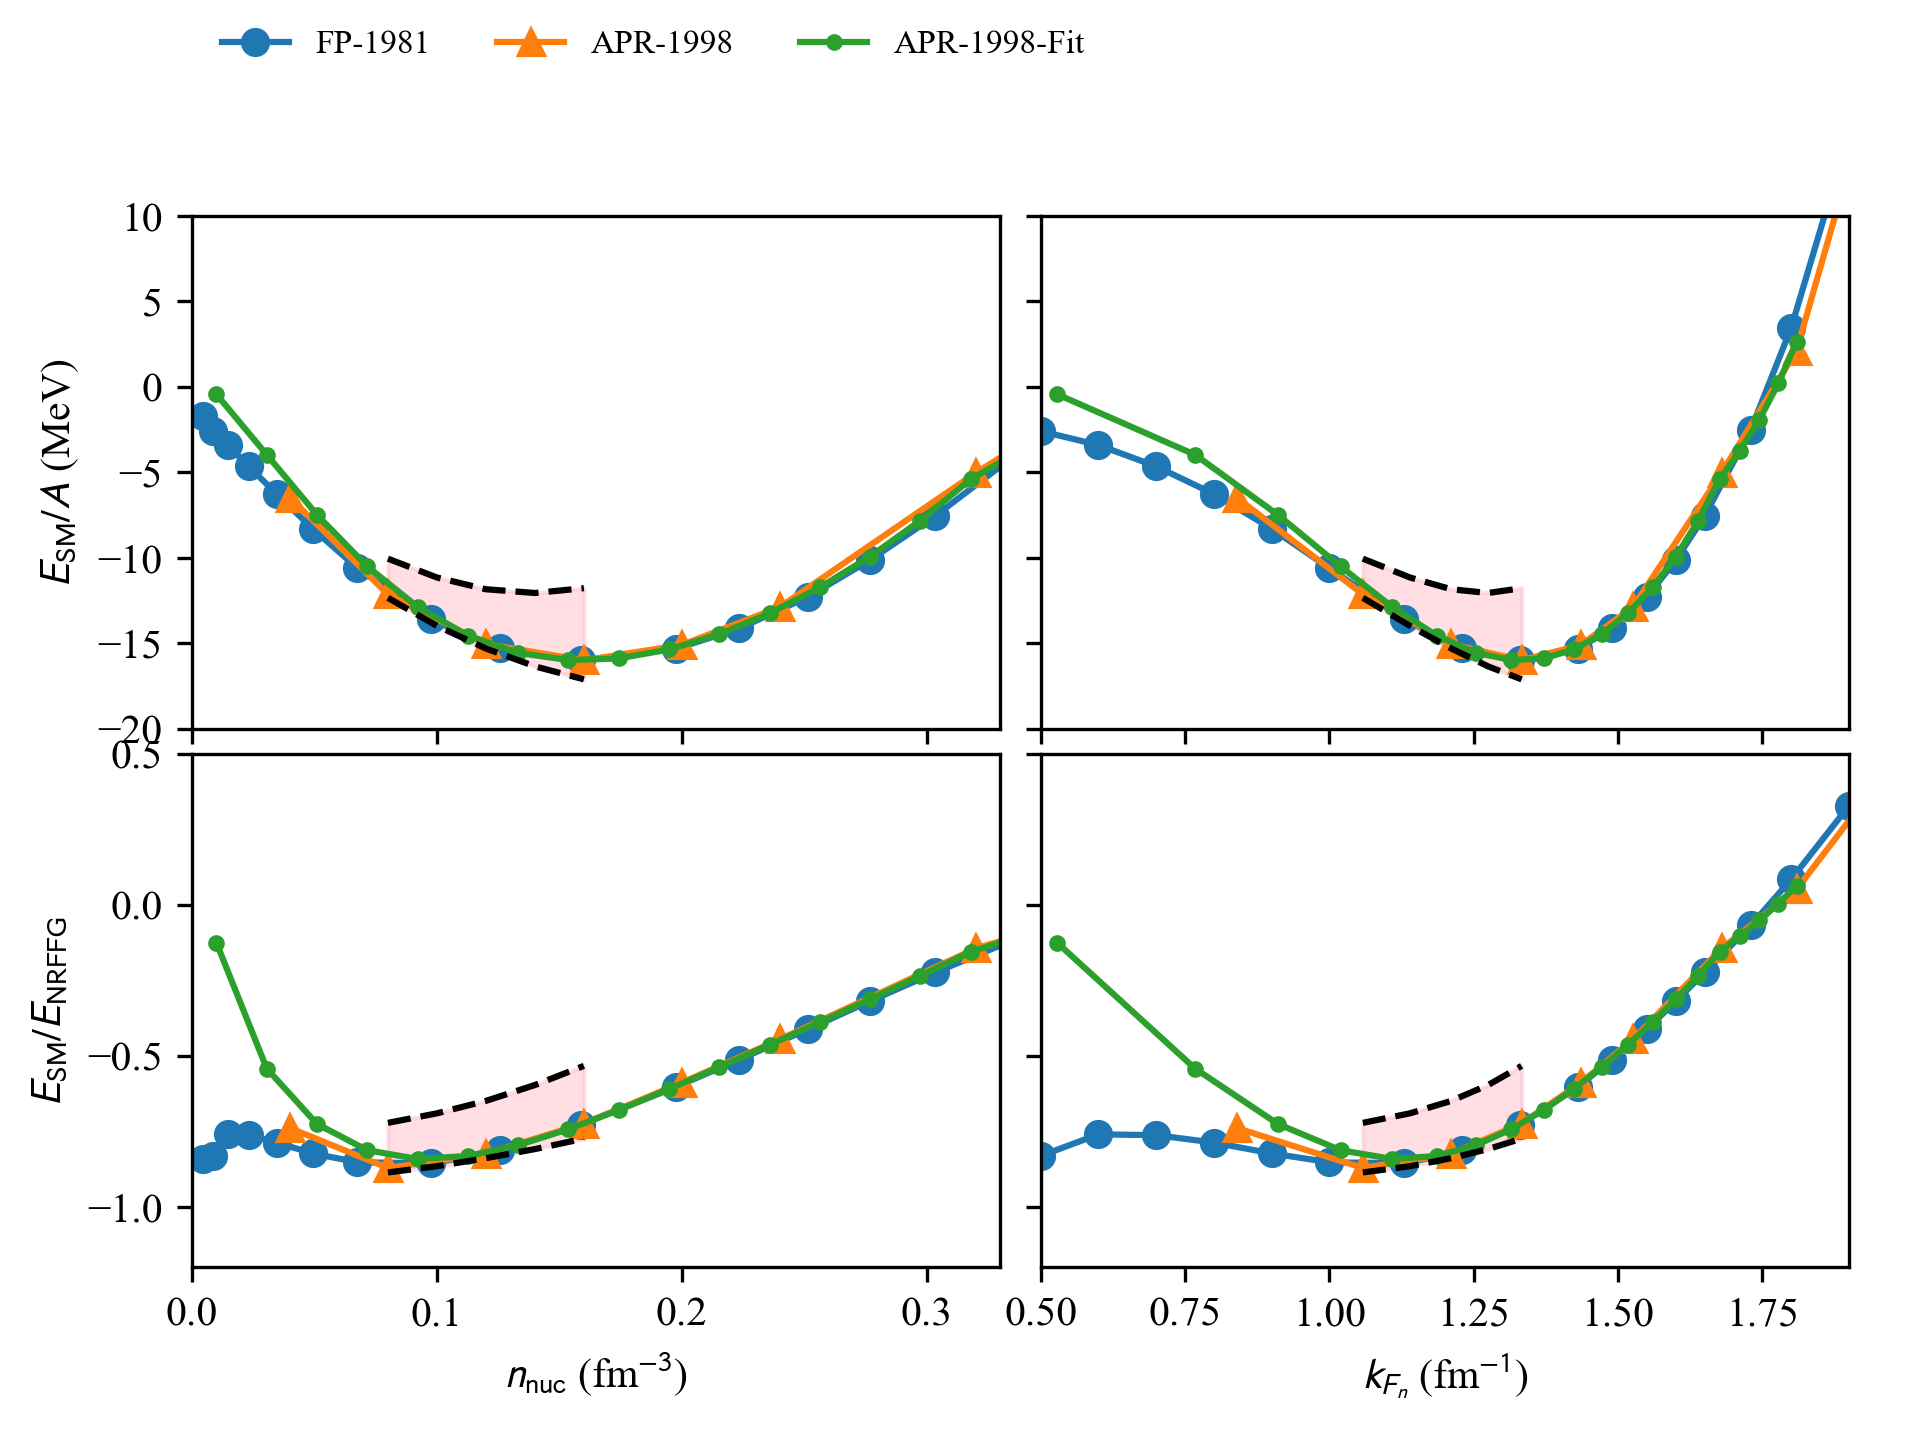 FP-1981 APR-1998 APR-1998-Fit
10
5
0
−5
−10
−15
−20
E_SM/A (MeV)
0.5
0.0
−0.5
−1.0
E_SM/E_NRFFG
0.0 0.1 0.2 0.3
n_nuc (fm⁻³)
0.50 0.75 1.00 1.25 1.50 1.75
k_{F_n} (fm⁻¹)